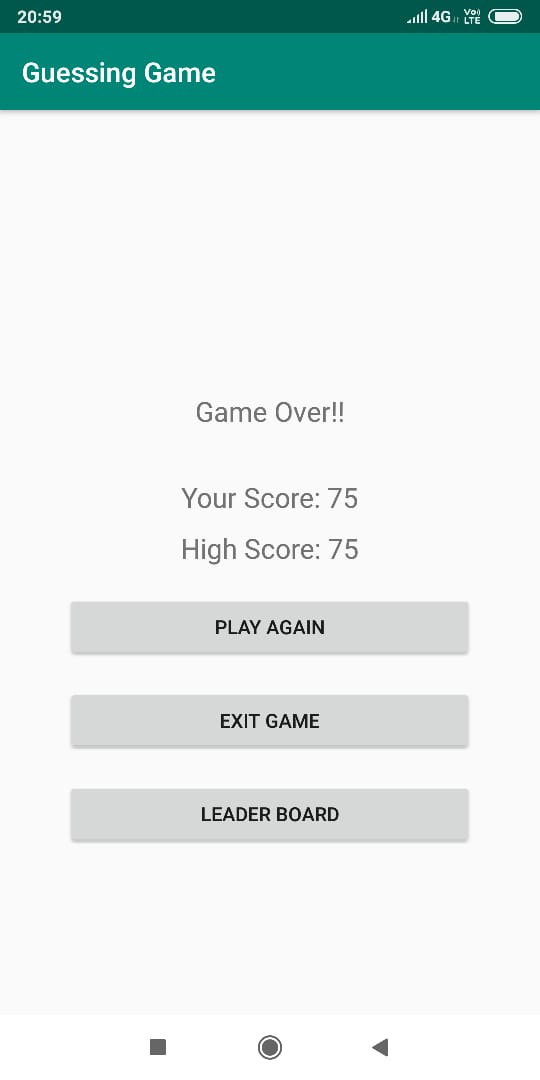 20:59 4G Vo) LTE
Guessing Game
Game Over!!
Your Score: 75
High Score: 75
PLAY AGAIN
EXIT GAME
LEADER BOARD